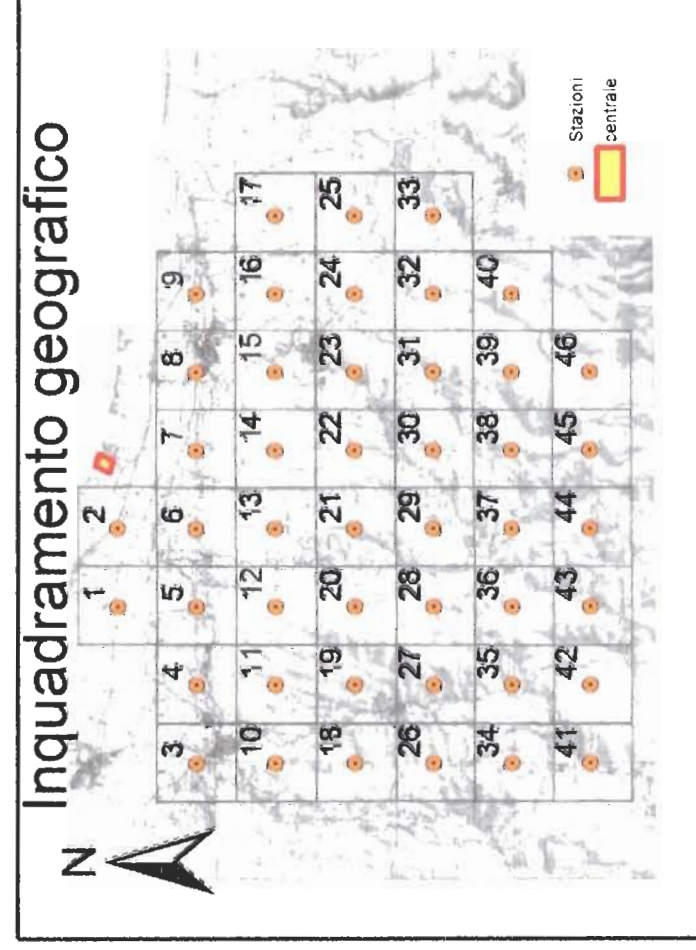 Inquadramento geografico
N
1 2
3 4 5 6 7 8 9
10 11 12 13 14 15 16 17
18 19 20 21 22 23 24 25
26 27 28 29 30 31 32 33
34 35 36 37 38 39 40
41 42 43 44 45 46
Stazioni
centrale